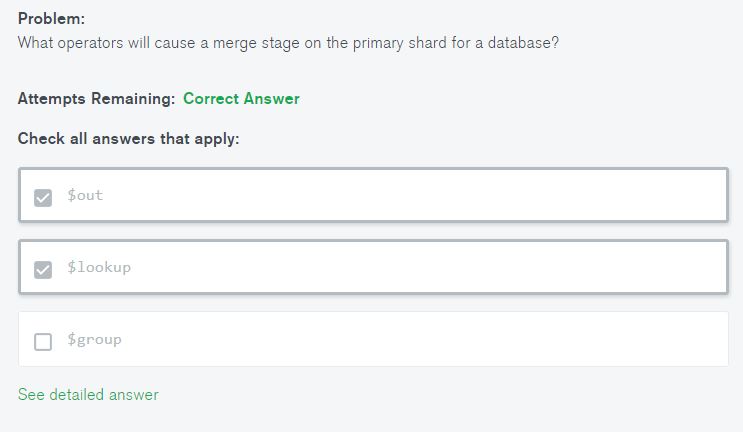 Problem:
What operators will cause a merge stage on the primary shard for a database?
Attempts Remaining: Correct Answer
Check all answers that apply:
$out
$lookup
$group
See detailed answer